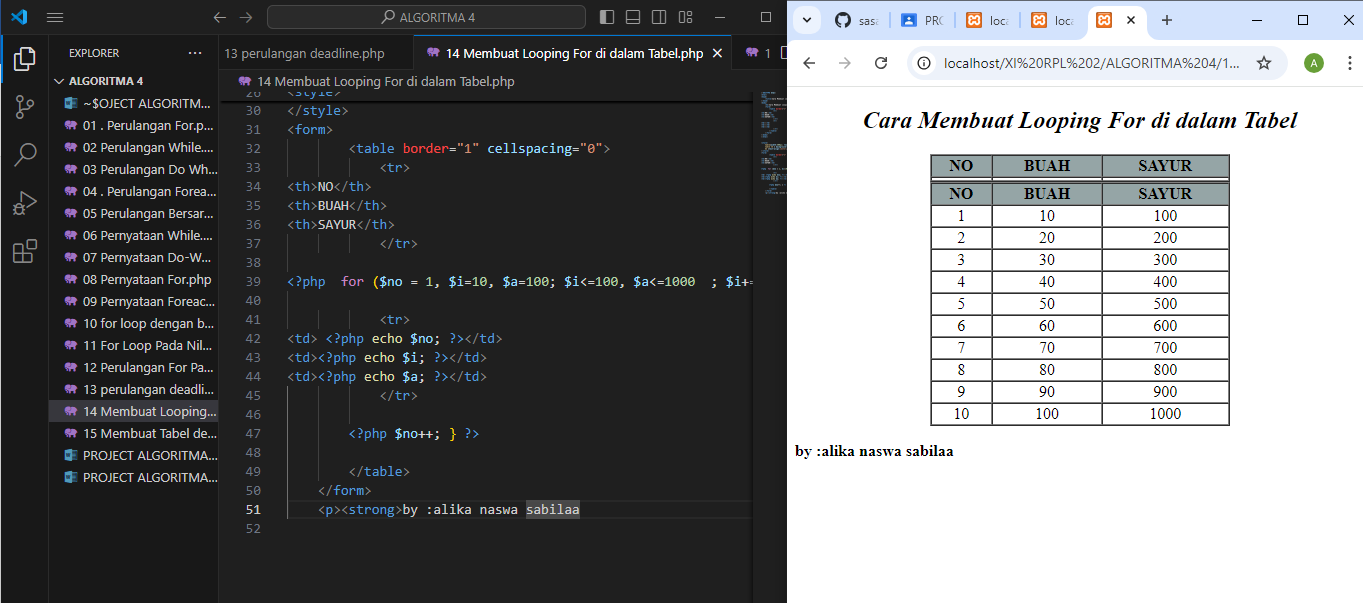 ALGORITMA 4
EXPLORER
ALGORITMA 4
~$OJECT ALGORITM...
01 . Perulangan For.p...
02 Perulangan While....
03 Perulangan Do Wh...
04 . Perulangan Forea...
05 Perulangan Bersar...
06 Pernyataan While....
07 Pernyataan Do-W...
08 Pernyataan For.php
09 Pernyataan Foreac...
10 for loop dengan b...
11 For Loop Pada Nil...
12 Perulangan For Pa...
13 perulangan deadli...
14 Membuat Looping...
15 Membuat Tabel de...
PROJECT ALGORITMA...
PROJECT ALGORITMA...
13 perulangan deadline.php
14 Membuat Looping For di dalam Tabel.php
1
14 Membuat Looping For di dalam Tabel.php
26 <style>
30 </style>
31 <form>
32 <table border="1" cellspacing="0">
33 <tr>
34 <th>NO</th>
35 <th>BUAH</th>
36 <th>SAYUR</th>
37 </tr>
38
39 <?php for ($no = 1, $i=10, $a=100; $i<=100, $a<=1000 ; $i+=
40
41 <tr>
42 <td> <?php echo $no; ?></td>
43 <td><?php echo $i; ?></td>
44 <td><?php echo $a; ?></td>
45 </tr>
46
47 <?php $no++; } ?>
48
49 </table>
50 </form>
51 <p><strong>by :alika naswa sabilaa
52
sasa
PRO
loca
loca
localhost/XI%20RPL%202/ALGORITMA%204/1...
A
Cara Membuat Looping For di dalam Tabel
NO BUAH SAYUR
NO BUAH SAYUR
1 10 100
2 20 200
3 30 300
4 40 400
5 50 500
6 60 600
7 70 700
8 80 800
9 90 900
10 100 1000
by :alika naswa sabilaa